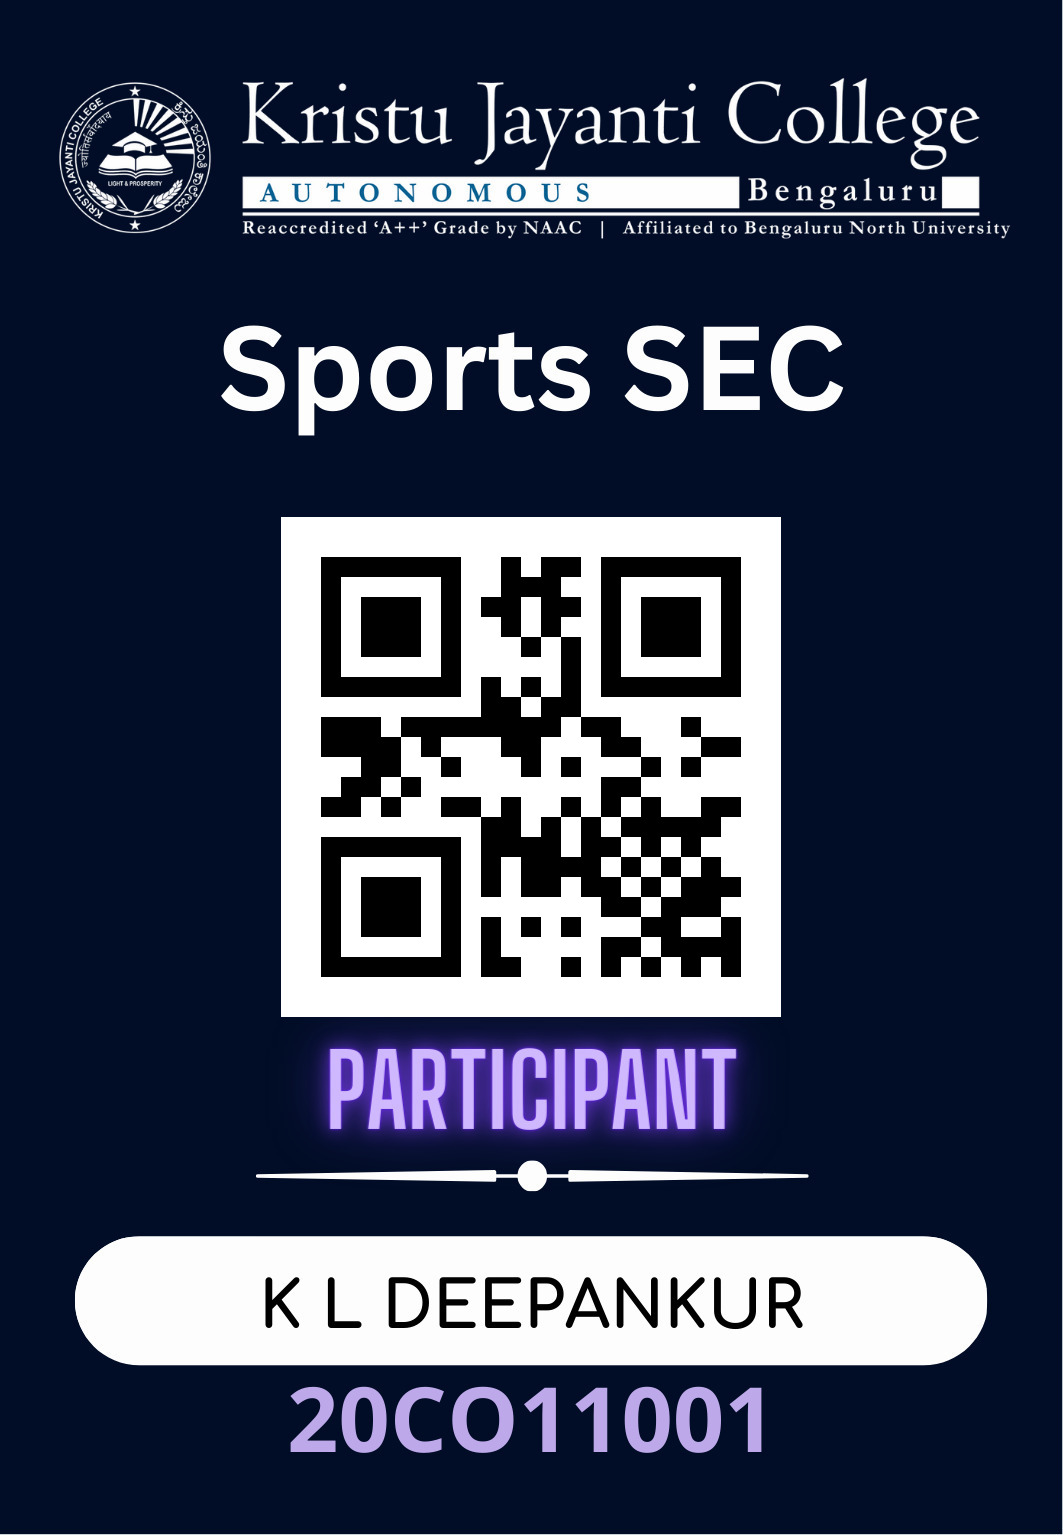 Kristu Jayanti College
AUTONOMOUS Bengaluru
Reaccredited ‘A++’ Grade by NAAC | Affiliated to Bengaluru North University
KRISTU JAYANTI COLLEGE
LIGHT & PROSPERITY
Sports SEC
PARTICIPANT
K L DEEPANKUR
20CO11001